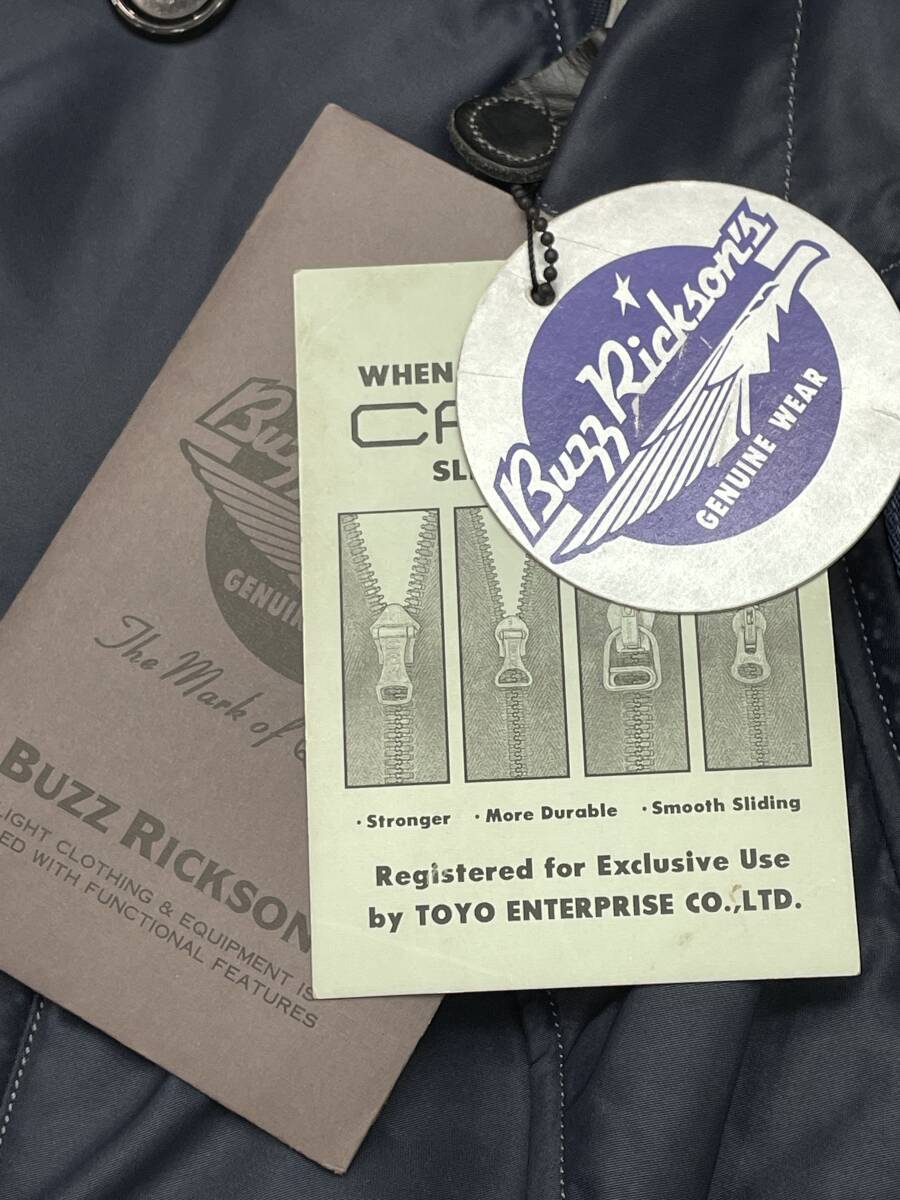 Buzz Rickson's
GENUINE WEAR
WHEN
SL
· Stronger · More Durable · Smooth Sliding
Registered for Exclusive Use
by TOYO ENTERPRISE CO.,LTD.
Buzz
GENUIN
The Mark of
BUZZ RICKSON
LIGHT CLOTHING & EQUIPMENT IS
ED WITH FUNCTIONAL FEATURES